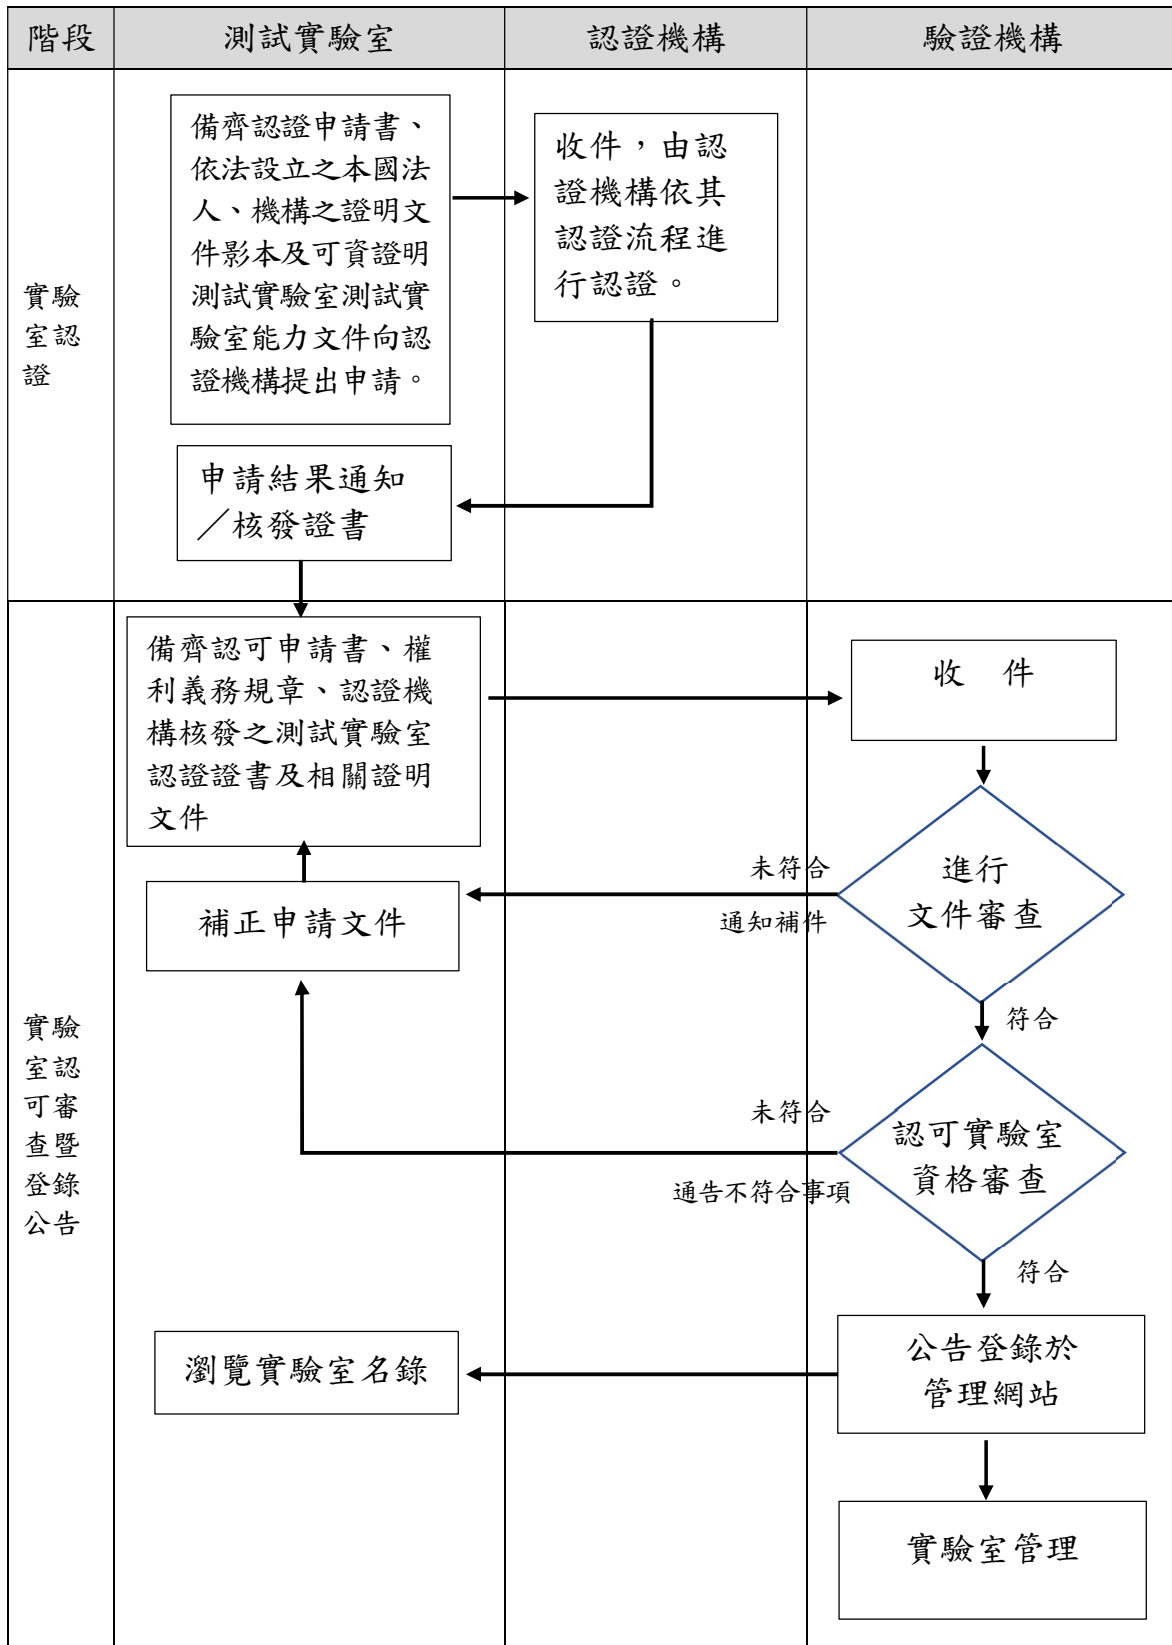 階段
測試實驗室
認證機構
驗證機構
實驗
室認
證
備齊認證申請書、
依法設立之本國法
人、機構之證明文
件影本及可資證明
測試實驗室測試實
驗室能力文件向認
證機構提出申請。
收件，由認
證機構依其
認證流程進
行認證。
申請結果通知
／核發證書
實驗
室認
可審
查暨
登錄
公告
備齊認可申請書、權
利義務規章、認證機
構核發之測試實驗室
認證證書及相關證明
文件
收 件
進行
文件審查
未符合
通知補件
補正申請文件
符合
認可實驗室
資格審查
未符合
通告不符合事項
符合
公告登錄於
管理網站
瀏覽實驗室名錄
實驗室管理